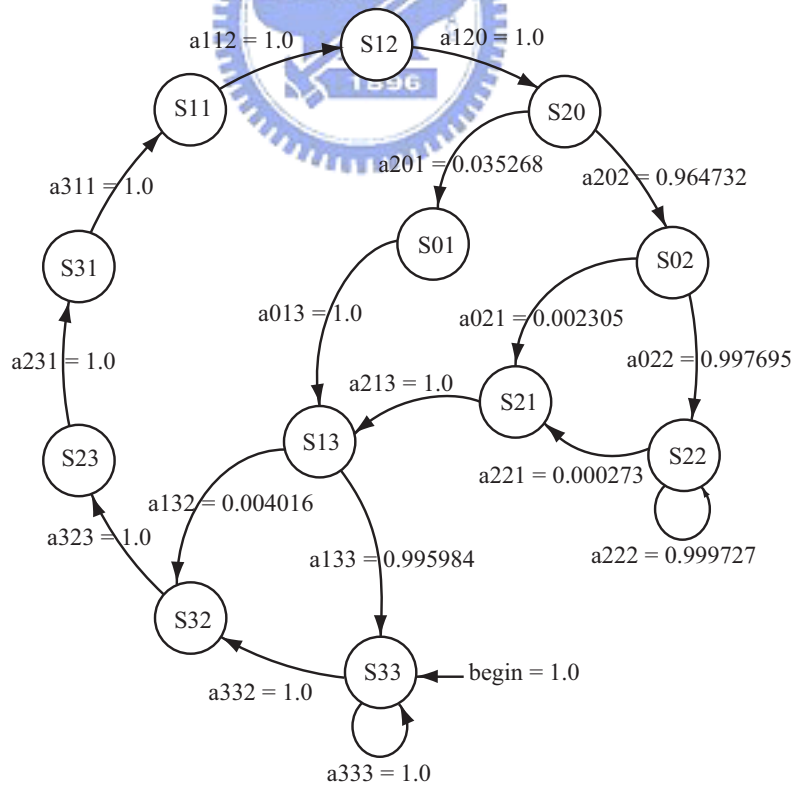 S12
a112 = 1.0
a120 = 1.0
1896
S11
S20
a201 = 0.035268
a202 = 0.964732
a311 = 1.0
S01
S02
S31
a013 = 1.0
a021 = 0.002305
a022 = 0.997695
a231 = 1.0
a213 = 1.0
S21
S13
S23
S22
a221 = 0.000273
a132 = 0.004016
a323 = 1.0
a133 = 0.995984
a222 = 0.999727
S32
S33
begin = 1.0
a332 = 1.0
a333 = 1.0